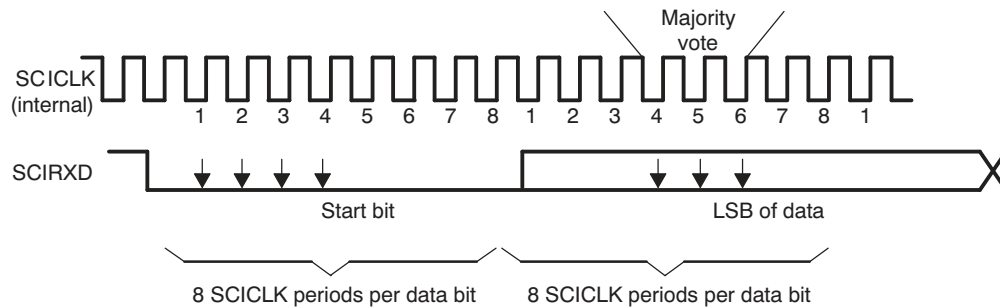 Majority
vote
SCICLK
(internal)
1 2 3 4 5 6 7 8 1 2 3 4 5 6 7 8 1
SCIRXD
Start bit
LSB of data
8 SCICLK periods per data bit
8 SCICLK periods per data bit